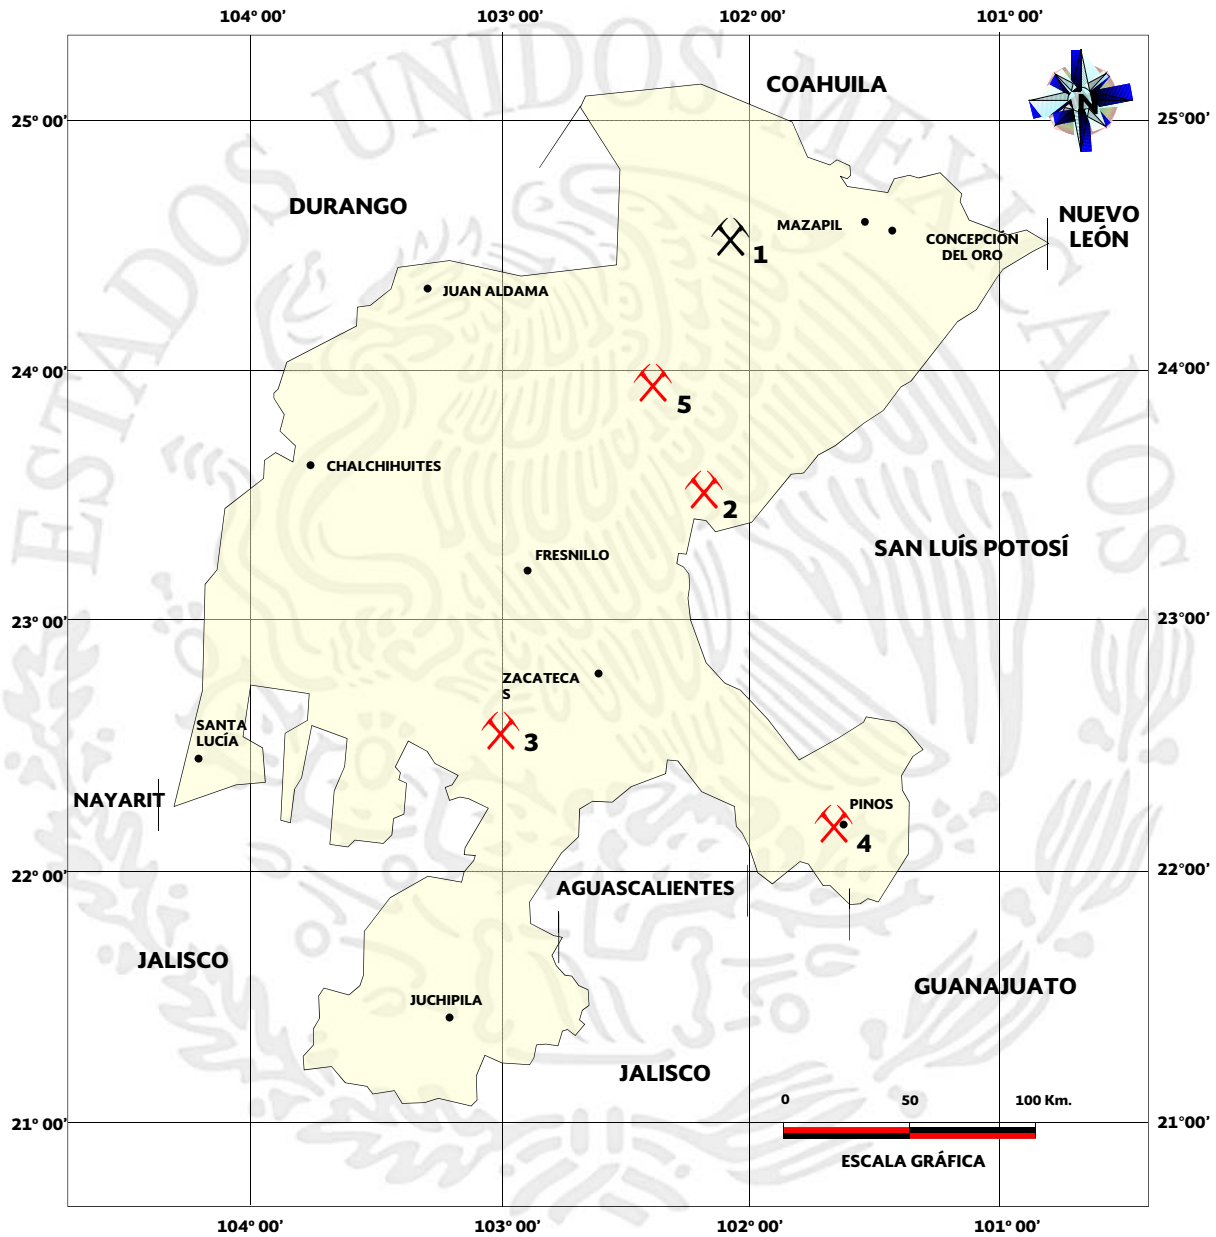 104° 00'
103° 00'
102° 00'
101° 00'
COAHUILA
25° 00'
25°00'
N
ESTADOS UNIDOS MEXICANOS
DURANGO
NUEVO
LEÓN
MAZAPIL
CONCEPCIÓN
DEL ORO
1
JUAN ALDAMA
24° 00'
24°00'
5
CHALCHIHUITES
2
SAN LUÍS POTOSÍ
FRESNILLO
23° 00'
23°00'
ZACATECA
S
SANTA
LUCÍA
3
NAYARIT
PINOS
4
22° 00'
22°00'
AGUASCALIENTES
JALISCO
GUANAJUATO
JUCHIPILA
JALISCO
0
50
100 Km.
21° 00'
21°00'
ESCALA GRÁFICA
104° 00'
103° 00'
102° 00'
101° 00'